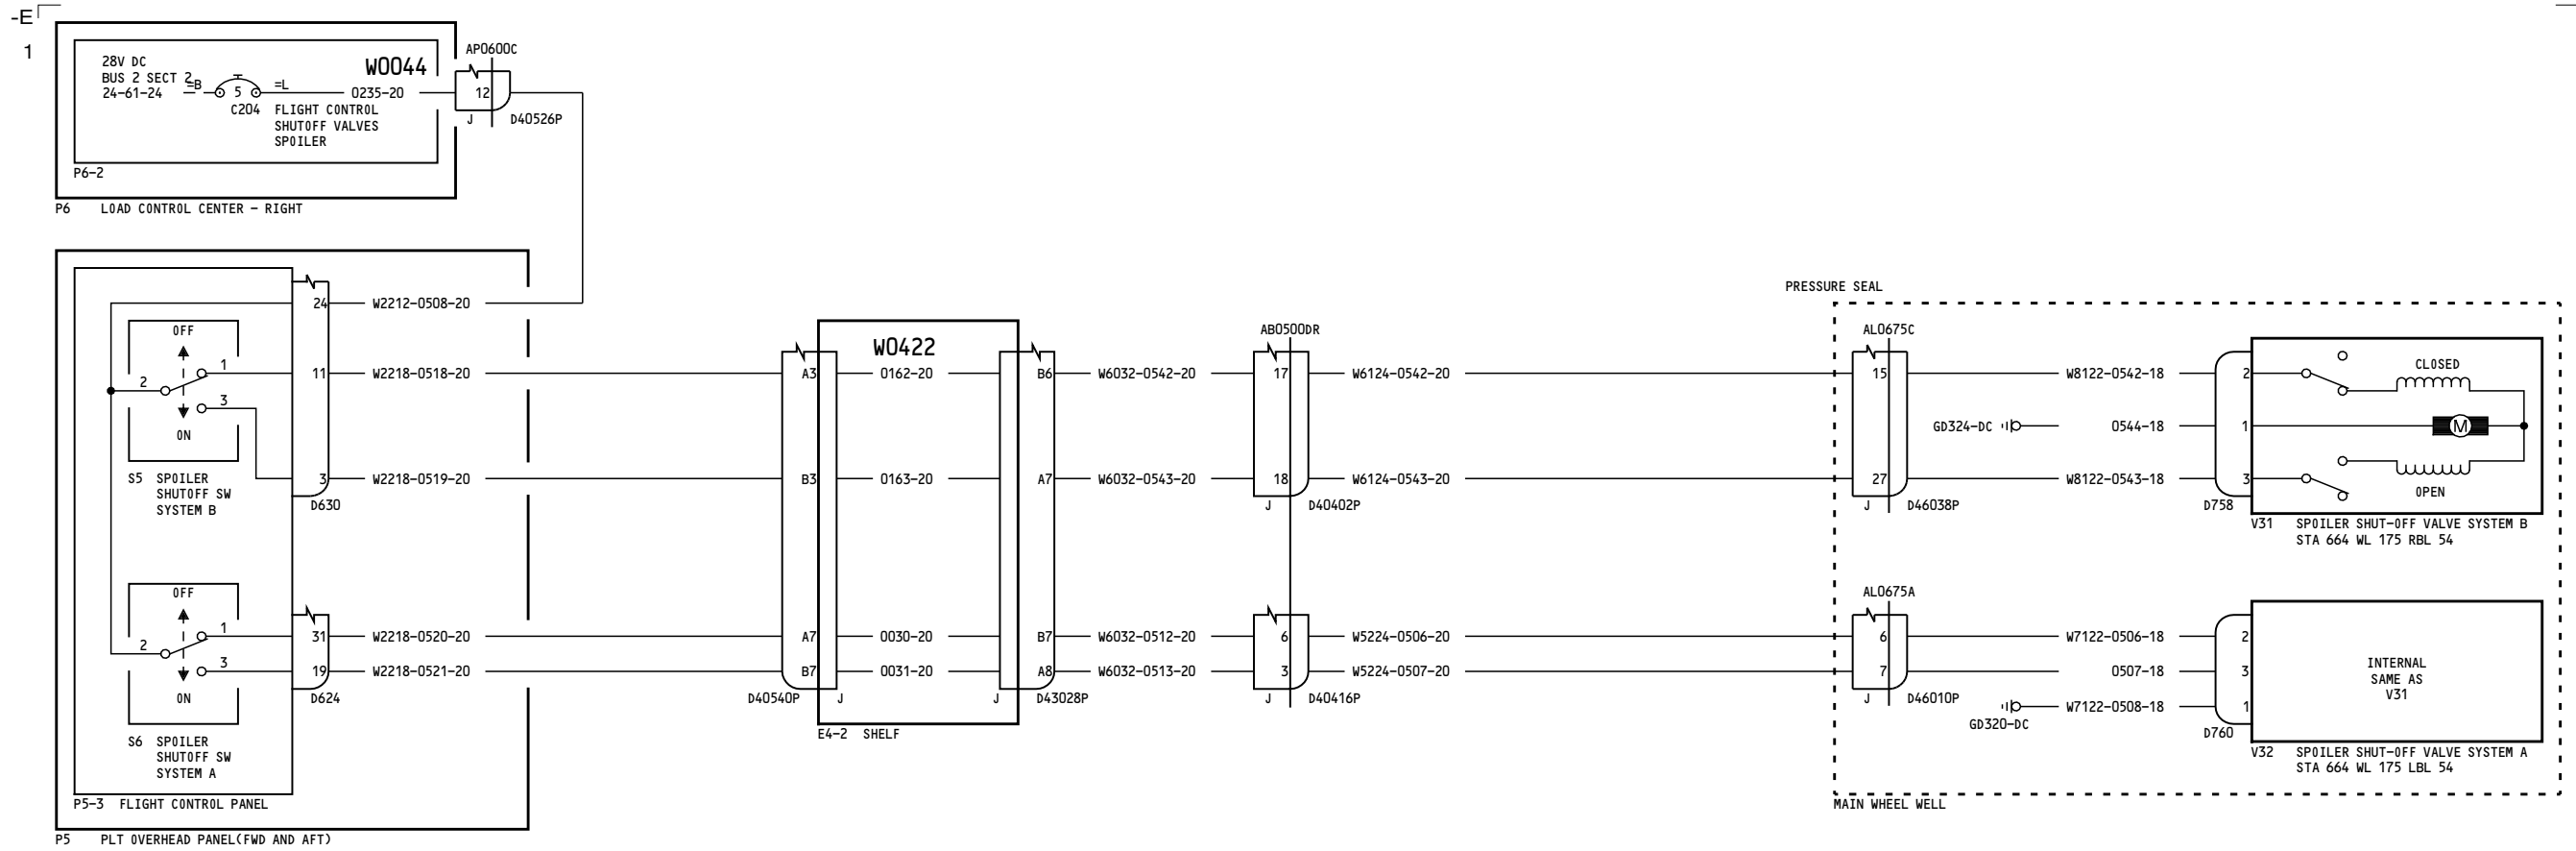 -E
1
28V DC
BUS 2 SECT 2
24-61-24
=B
5
=L
C204
FLIGHT CONTROL
SHUTOFF VALVES
SPOILER
W0044
0235-20
AP0600C
12
J
D40526P
P6-2
P6 LOAD CONTROL CENTER - RIGHT
24
W2212-0508-20
OFF
1
2
3
ON
S5 SPOILER
SHUTOFF SW
SYSTEM B
11
W2218-0518-20
3
W2218-0519-20
D630
OFF
1
2
3
ON
S6 SPOILER
SHUTOFF SW
SYSTEM A
31
W2218-0520-20
19
W2218-0521-20
D624
P5-3 FLIGHT CONTROL PANEL
P5 PLT OVERHEAD PANEL(FWD AND AFT)
W0422
A3
0162-20
B6
W6032-0542-20
B3
0163-20
A7
W6032-0543-20
A7
0030-20
B7
W6032-0512-20
B7
0031-20
A8
W6032-0513-20
D40540P
J
J
D43028P
E4-2 SHELF
AB0500DR
17
W6124-0542-20
18
W6124-0543-20
J
D40402P
6
W5224-0506-20
3
W5224-0507-20
J
D40416P
PRESSURE SEAL
AL0675C
15
W8122-0542-18
2
GD324-DC
0544-18
1
27
W8122-0543-18
3
J
D46038P
D758
CLOSED
M
OPEN
V31 SPOILER SHUT-OFF VALVE SYSTEM B
STA 664 WL 175 RBL 54
AL0675A
6
W7122-0506-18
2
7
0507-18
3
J
D46010P
GD320-DC
W7122-0508-18
1
D760
INTERNAL
SAME AS
V31
V32 SPOILER SHUT-OFF VALVE SYSTEM A
STA 664 WL 175 LBL 54
MAIN WHEEL WELL